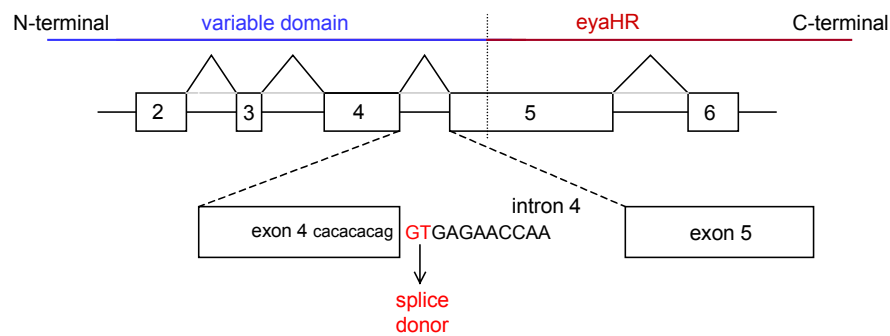 N-terminal variable domain eyaHR C-terminal
2 3 4 5 6
intron 4
exon 4 cacacacag GTGAGAACCAA exon 5
splice
donor